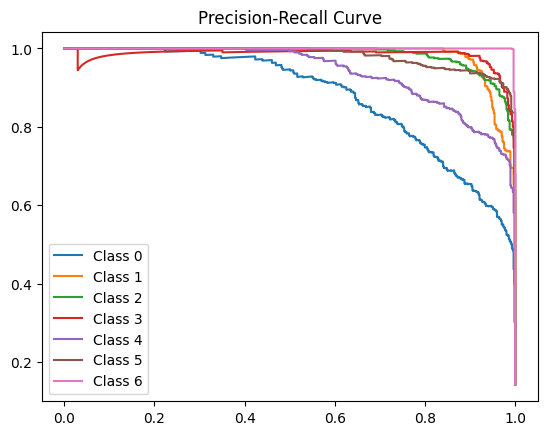 Precision-Recall Curve
1.0
0.8
0.6
0.4
0.2
Class 0
Class 1
Class 2
Class 3
Class 4
Class 5
Class 6
0.0 0.2 0.4 0.6 0.8 1.0